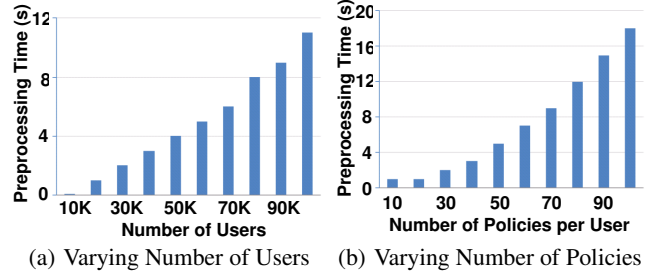 Preprocessing Time (s)
12
8
4
0
10K 30K 50K 70K 90K
Number of Users
(a) Varying Number of Users
Preprocessing Time (s)
20
16
12
8
4
0
10 30 50 70 90
Number of Policies per User
(b) Varying Number of Policies